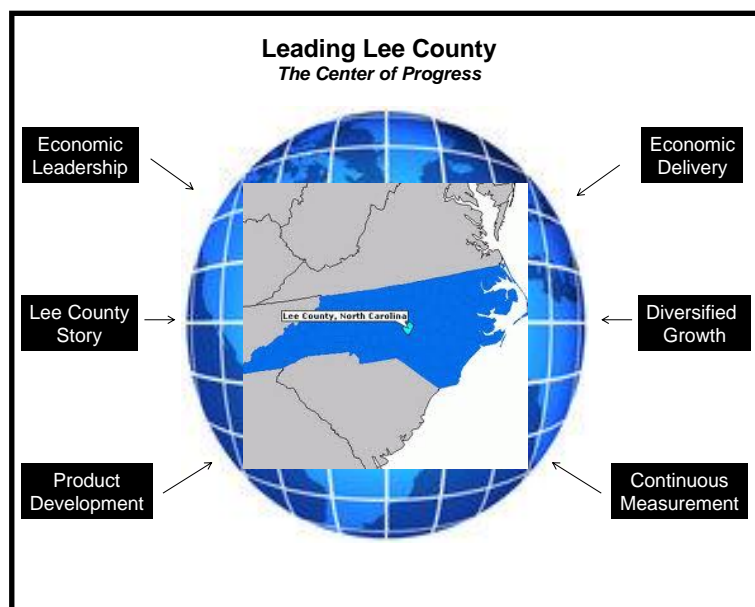 Leading Lee County
The Center of Progress
Economic
Leadership
Economic
Delivery
Lee County, North Carolina
Lee County
Story
Diversified
Growth
Product
Development
Continuous
Measurement